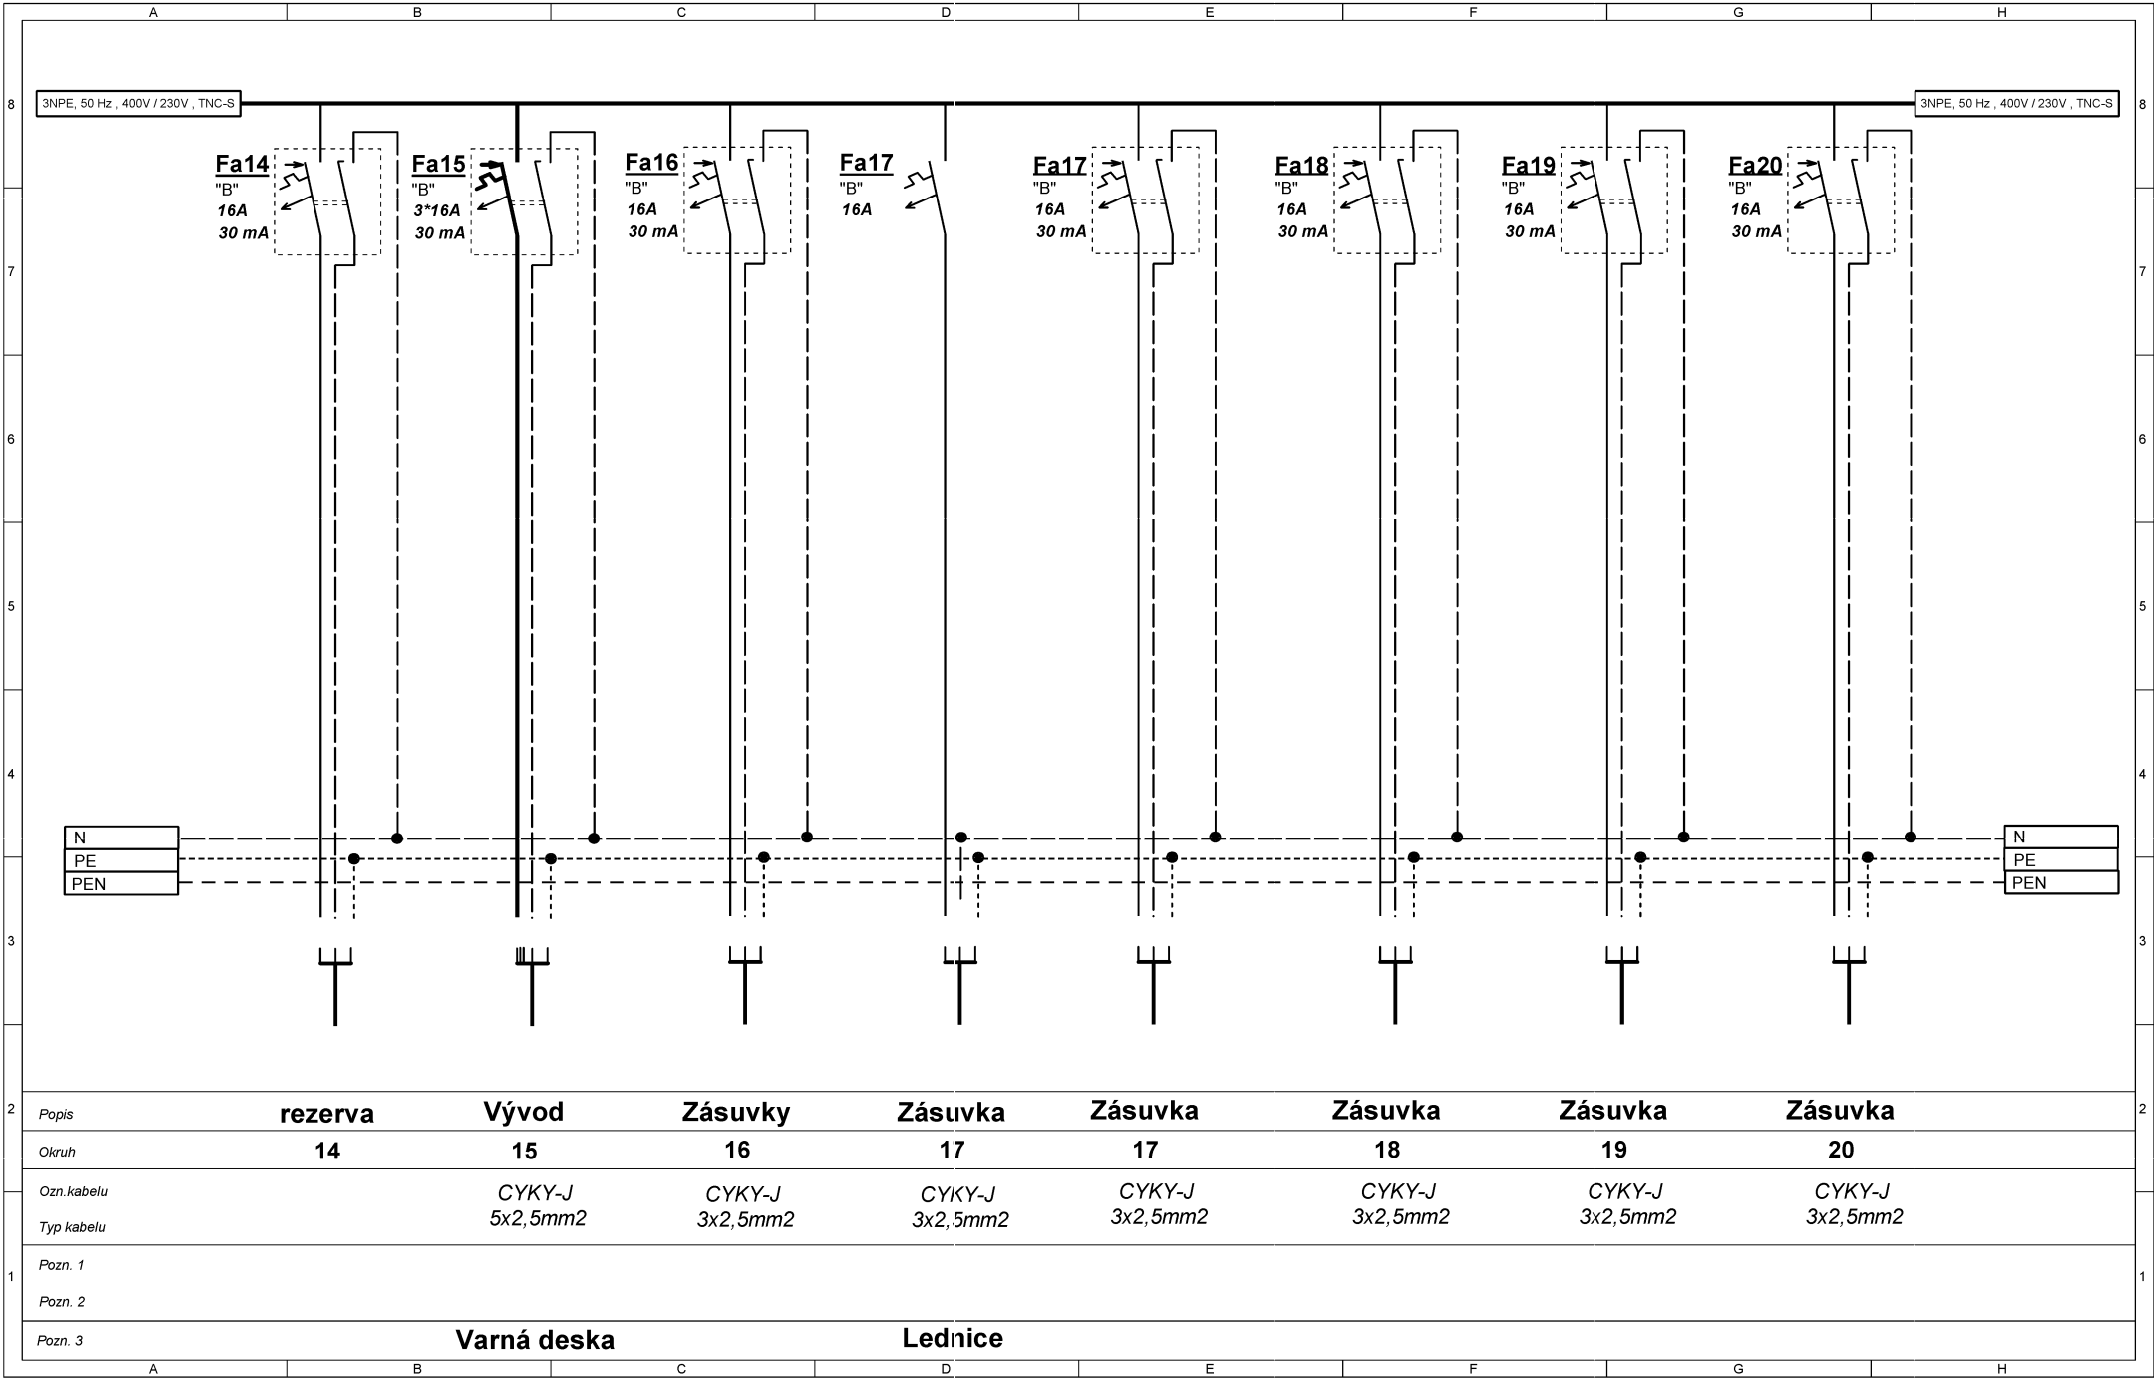 A B C D E F G H
8 3NPE, 50 Hz , 400V / 230V , TNC-S 3NPE, 50 Hz , 400V / 230V , TNC-S 8
Fa14 Fa15 Fa16 Fa17 Fa17 Fa18 Fa19 Fa20
"B" "B" "B" "B" "B" "B" "B" "B"
16A 3*16A 16A 16A 16A 16A 16A 16A
30 mA 30 mA 30 mA 30 mA 30 mA 30 mA 30 mA
7 7
6 6
5 5
4 4
N N
PE PE
PEN PEN
3 3
2 Popis rezerva Vývod Zásuvky Zásuvka Zásuvka Zásuvka Zásuvka Zásuvka 2
Okruh 14 15 16 17 17 18 19 20
Ozn.kabelu CYKY-J CYKY-J CYKY-J CYKY-J CYKY-J CYKY-J CYKY-J
Typ kabelu 5x2,5mm2 3x2,5mm2 3x2,5mm2 3x2,5mm2 3x2,5mm2 3x2,5mm2 3x2,5mm2
Pozn. 1
1 1
Pozn. 2
Pozn. 3 Varná deska Lednice
A B C D E F G H